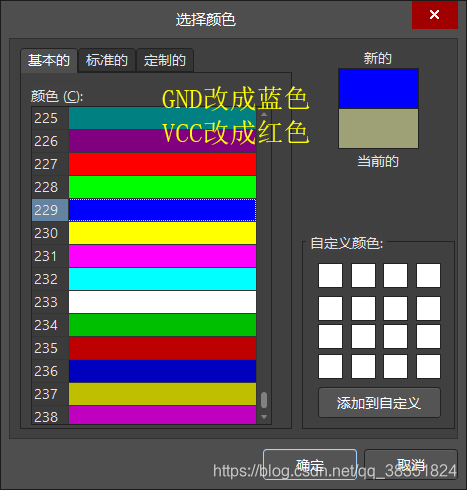 选择颜色
基本的 标准的 定制的
颜色 (C):
新的
当前的
GND改成蓝色
VCC改成红色
225
226
227
228
229
230
231
232
233
234
235
236
237
238
自定义颜色:
添加到自定义
确定 取消
https://blog.csdn.net/qq_38351824